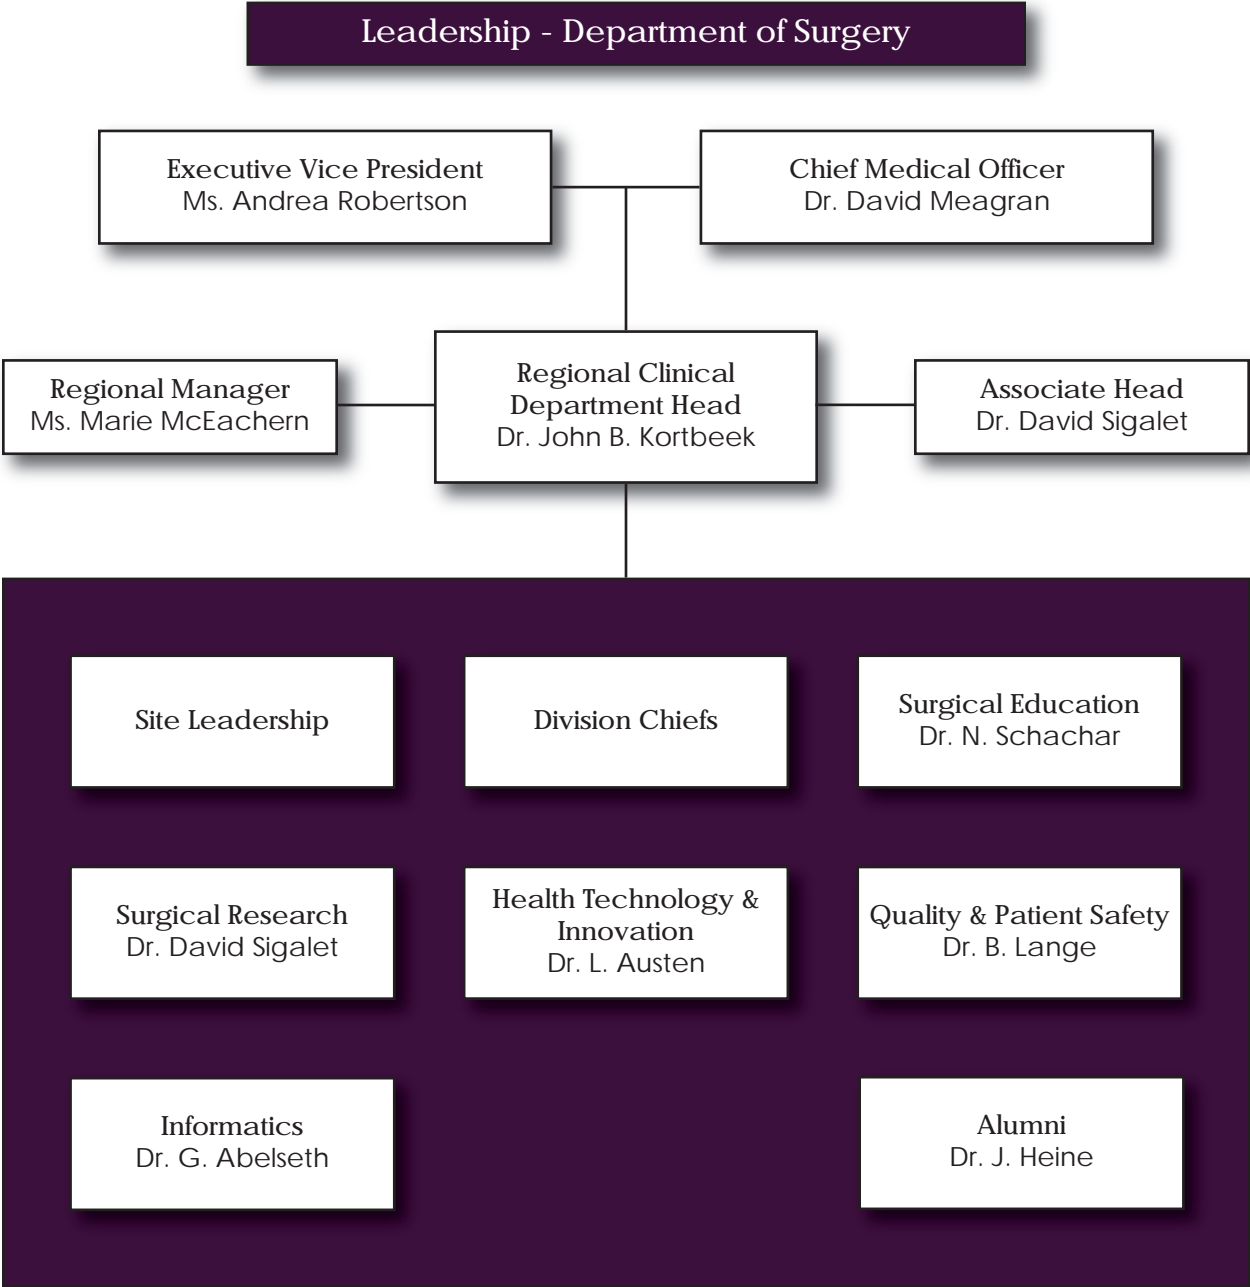 Leadership - Department of Surgery
Executive Vice President
Ms. Andrea Robertson
Chief Medical Officer
Dr. David Meagran
Regional Manager
Ms. Marie McEachern
Regional Clinical
Department Head
Dr. John B. Kortbeek
Associate Head
Dr. David Sigalet
Site Leadership
Division Chiefs
Surgical Education
Dr. N. Schachar
Surgical Research
Dr. David Sigalet
Health Technology &
Innovation
Dr. L. Austen
Quality & Patient Safety
Dr. B. Lange
Informatics
Dr. G. Abelseth
Alumni
Dr. J. Heine